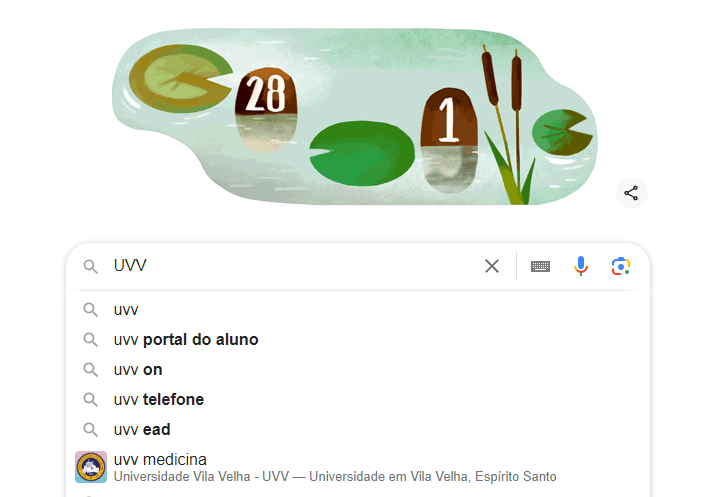 28
1
UVV
uvv
uvv portal do aluno
uvv on
uvv telefone
uvv ead
uvv medicina
Universidade Vila Velha - UVV — Universidade em Vila Velha, Espírito Santo